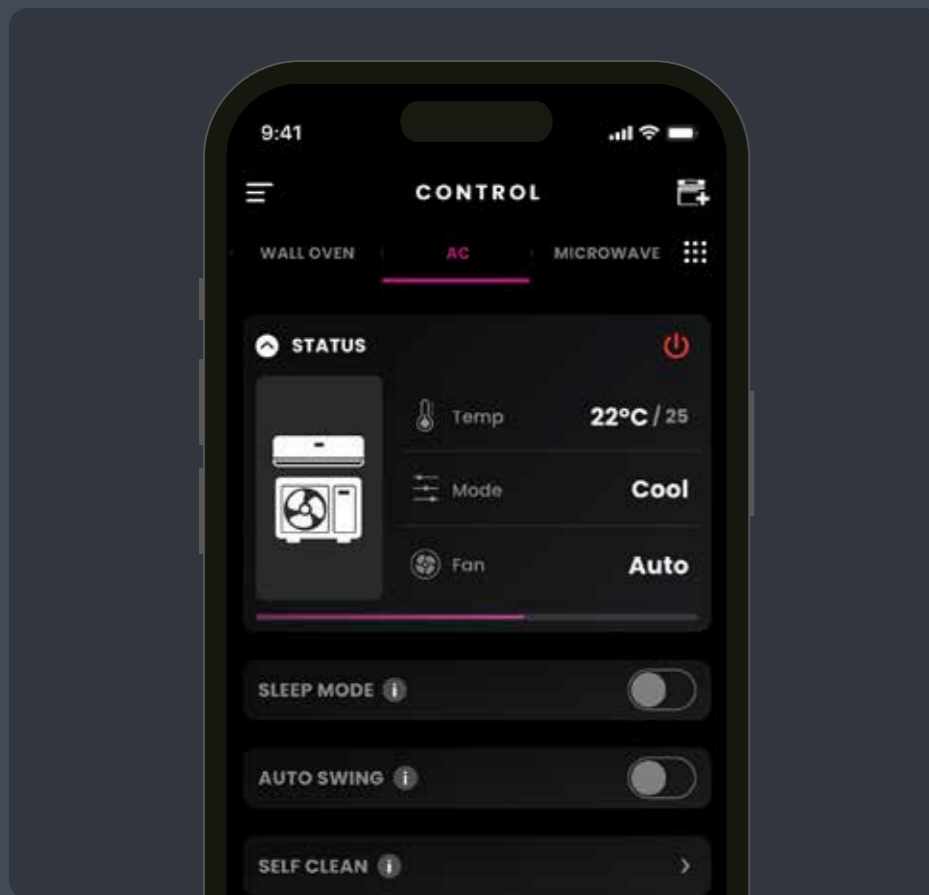 9:41
CONTROL
WALL OVEN AC MICROWAVE
STATUS
Temp 22°C / 25
Mode Cool
Fan Auto
SLEEP MODE i
AUTO SWING i
SELF CLEAN i